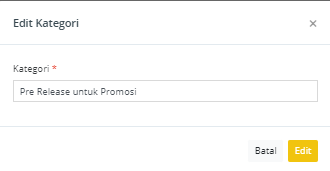 Edit Kategori ×
Kategori *
Pre Release untuk Promosi
Batal Edit